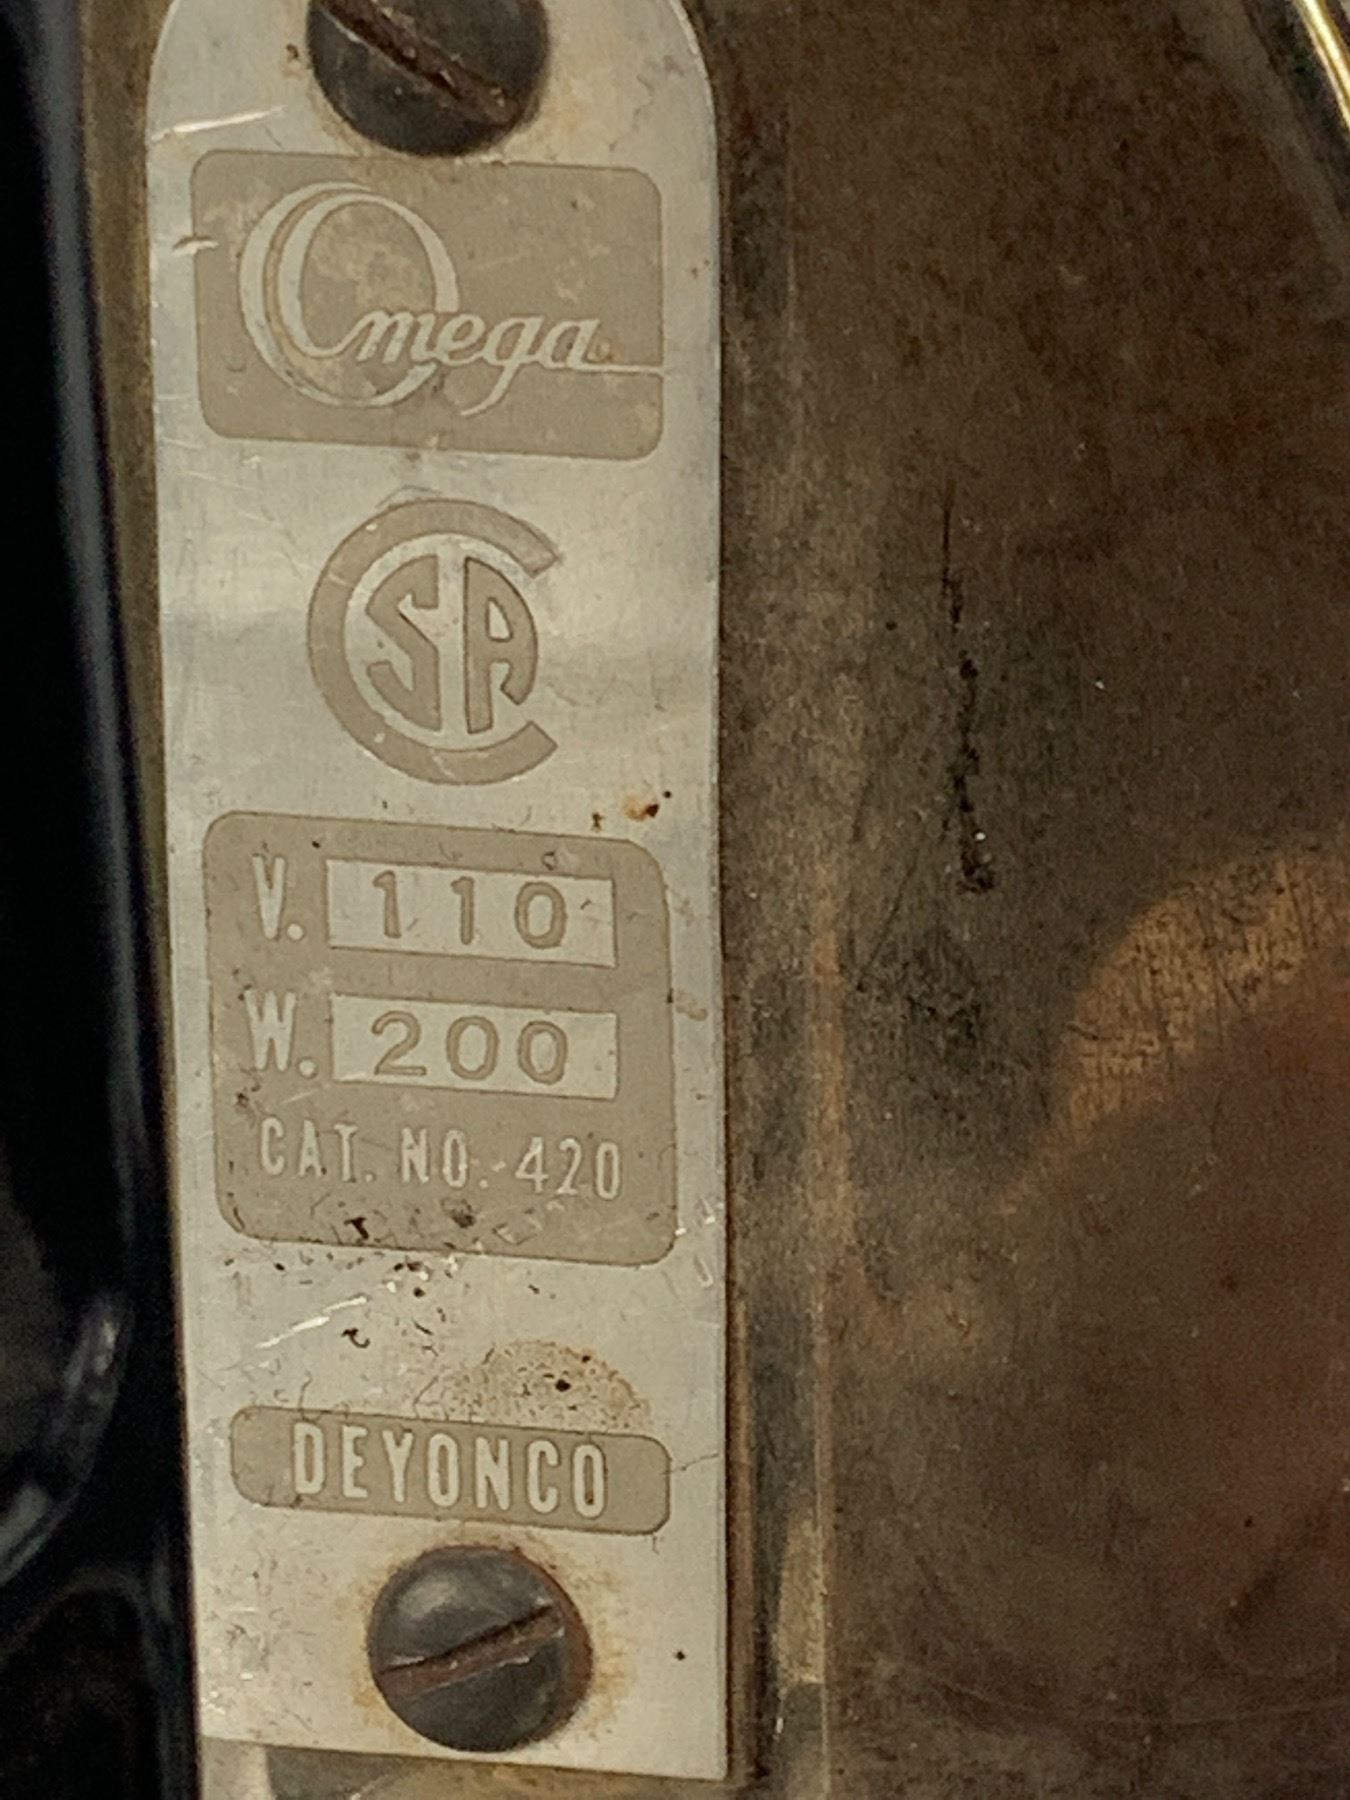 Omega
CSA
V. 110
W. 200
CAT. NO.-420
DEYONCO